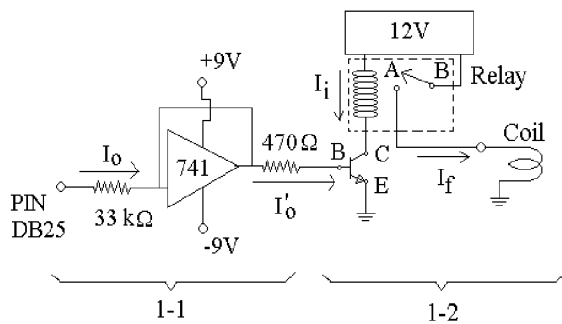 12V
+9V
A
B
Relay
I_i
741
470 Ω
B
C
Coil
I_o
E
I_f
PIN
DB25
33 kΩ
I'_o
-9V
1-1
1-2